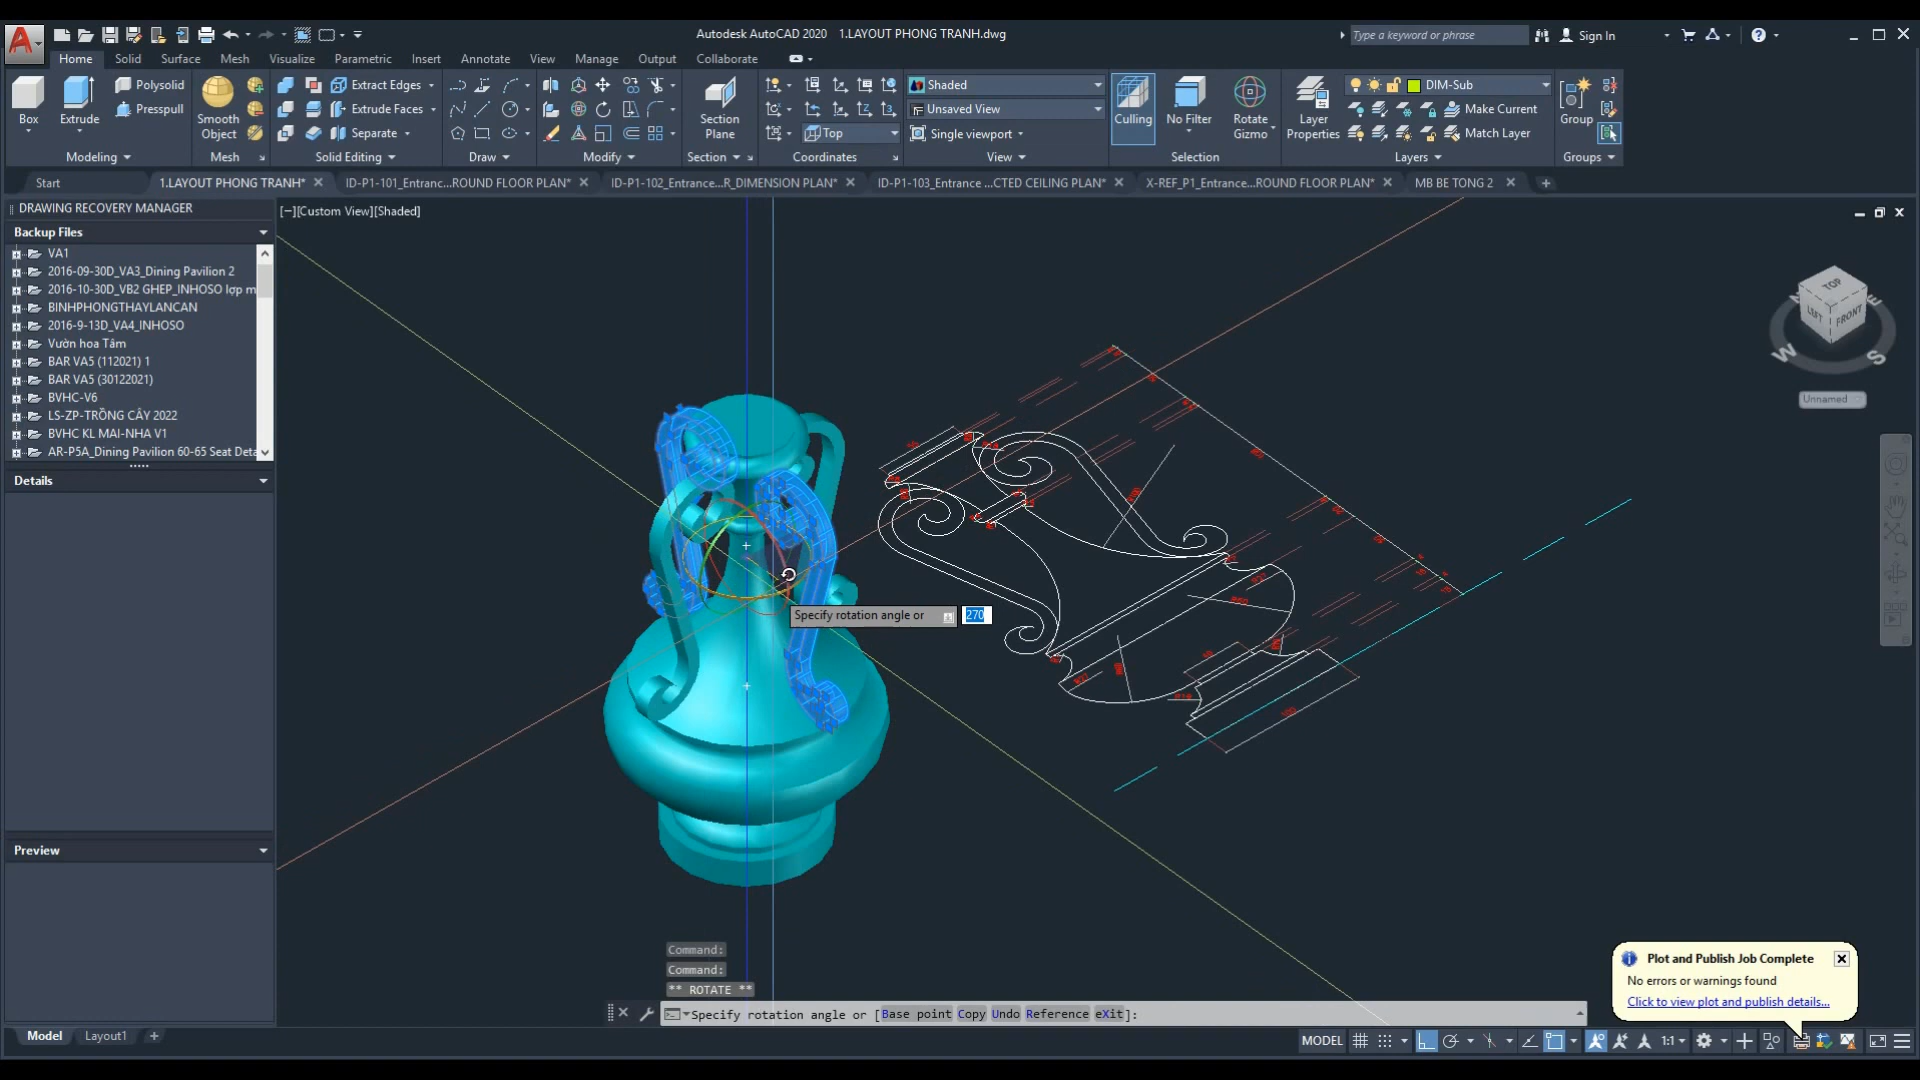 Autodesk AutoCAD 2020 1.LAYOUT PHONG TRANH.dwg
Type a keyword or phrase
Sign In
Home Solid Surface Mesh Visualize Parametric Insert Annotate View Manage Output Collaborate
Box
Extrude
Polysolid
Presspull
Smooth Object
Extract Edges
Extrude Faces
Separate
Section Plane
Top
Shaded
Unsaved View
Single viewport
Culling
No Filter
Rotate Gizmo
Layer Properties
DIM-Sub
Make Current
Match Layer
Group
Modeling Mesh Solid Editing Draw Modify Section Coordinates View Selection Layers Groups
Start 1.LAYOUT PHONG TRANH* ID-P1-101_Entranc...ROUND FLOOR PLAN* ID-P1-102_Entrance...R_DIMENSION PLAN* ID-P1-103_Entrance ...CTED CEILING PLAN* X-REF_P1_Entrance...ROUND FLOOR PLAN* MB BE TONG 2
DRAWING RECOVERY MANAGER
Backup Files
VA1
2016-09-30D_VA3_Dining Pavilion 2
2016-10-30D_VB2 GHEP_INHOSO lợp m
BINHPHONGTHAYLANCAN
2016-9-13D_VA4_INHOSO
Vườn hoa Tâm
BAR VA5 (112021) 1
BAR VA5 (30122021)
BVHC-V6
LS-ZP-TRỒNG CÂY 2022
BVHC KL MAI-NHA V1
AR-P5A_Dining Pavilion 60-65 Seat Deta
Details
Preview
[−][Custom View][Shaded]
TOP
LEFT
FRONT
W
S
Unnamed
Specify rotation angle or 270
Command:
Command:
** ROTATE **
Specify rotation angle or [Base point Copy Undo Reference eXit]:
Plot and Publish Job Complete
No errors or warnings found
Click to view plot and publish details...
Model Layout1
MODEL
1:1